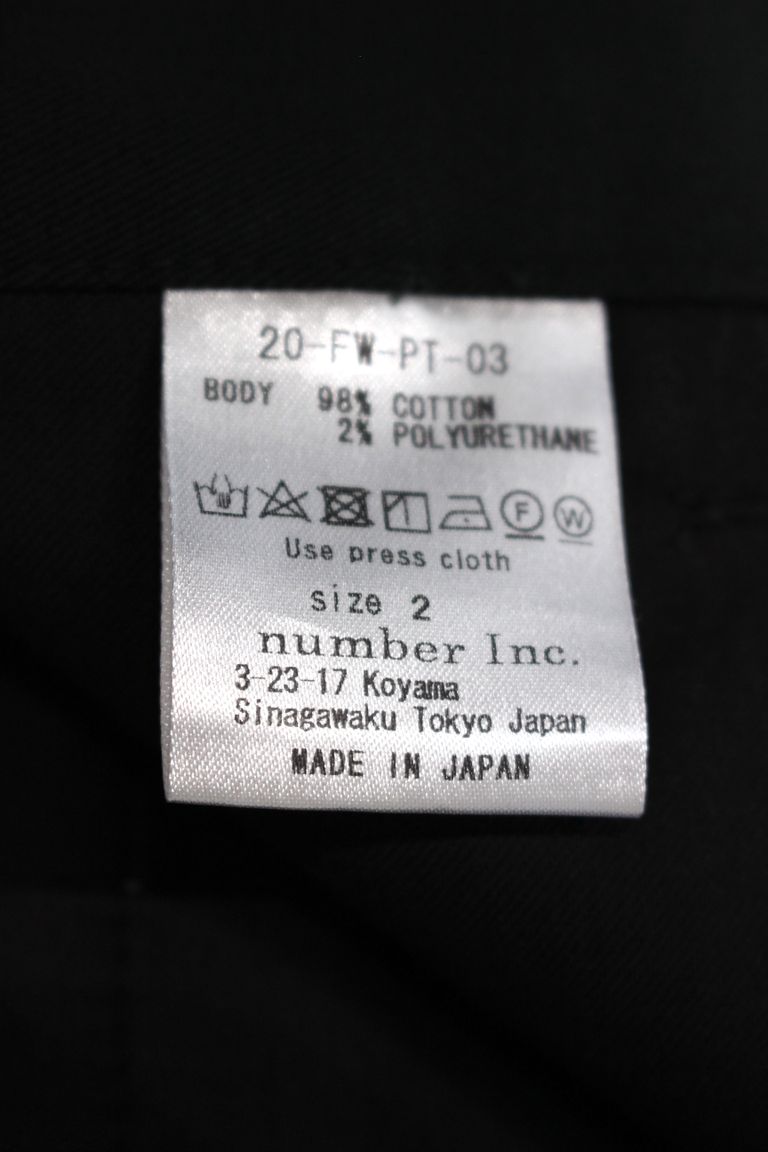 20-FW-PT-03
BODY 98% COTTON
2% POLYURETHANE
F W
Use press cloth
size 2
number Inc.
3-23-17 Koyama
Sinagawaku Tokyo Japan
MADE IN JAPAN